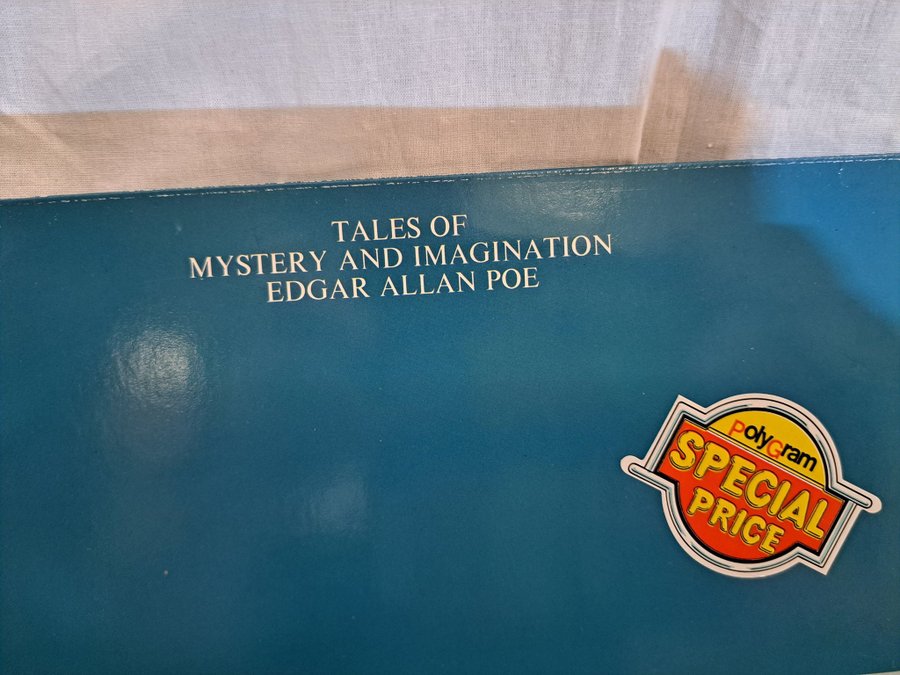 TALES OF
MYSTERY AND IMAGINATION
EDGAR ALLAN POE
PolyGram
SPECIAL
PRICE